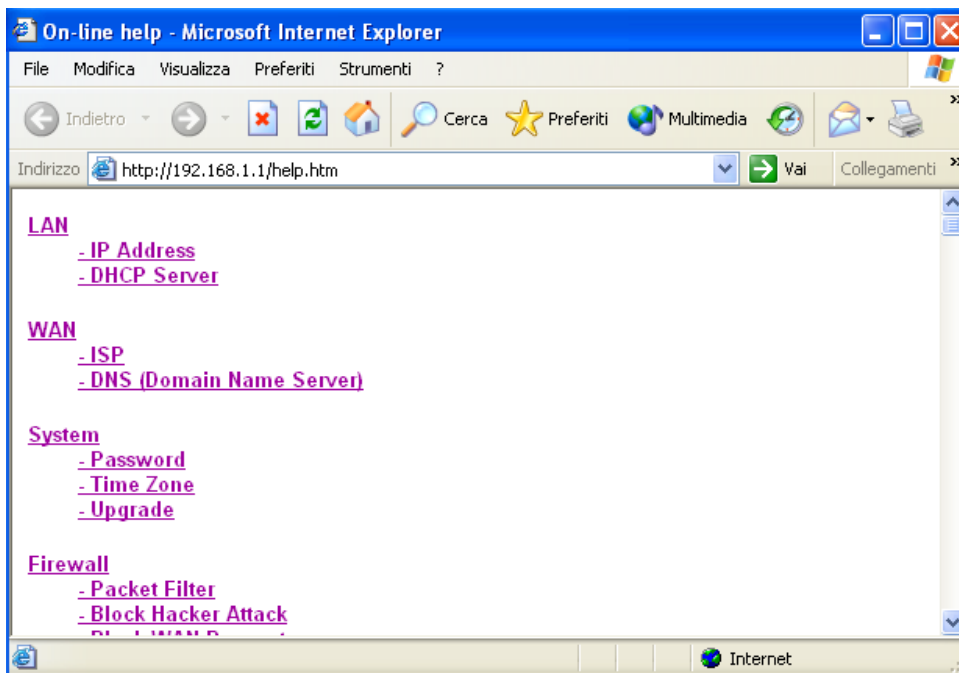 On-line help - Microsoft Internet Explorer
File Modifica Visualizza Preferiti Strumenti ?
Indietro Cerca Preferiti Multimedia
Indirizzo http://192.168.1.1/help.htm Vai Collegamenti
LAN
- IP Address
- DHCP Server
WAN
- ISP
- DNS (Domain Name Server)
System
- Password
- Time Zone
- Upgrade
Firewall
- Packet Filter
- Block Hacker Attack
Internet